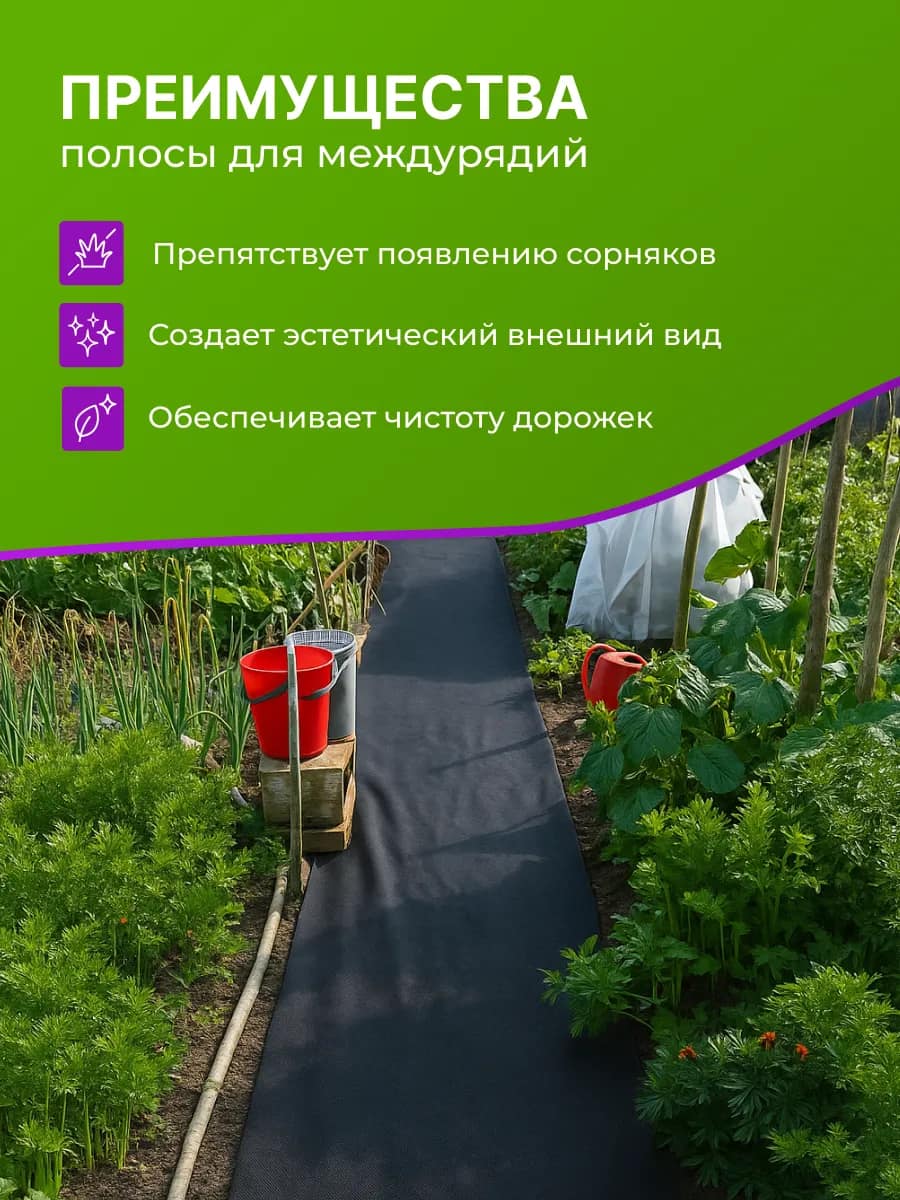 ПРЕИМУЩЕСТВА
полосы для междурядий
Препятствует появлению сорняков
Создает эстетический внешний вид
Обеспечивает чистоту дорожек